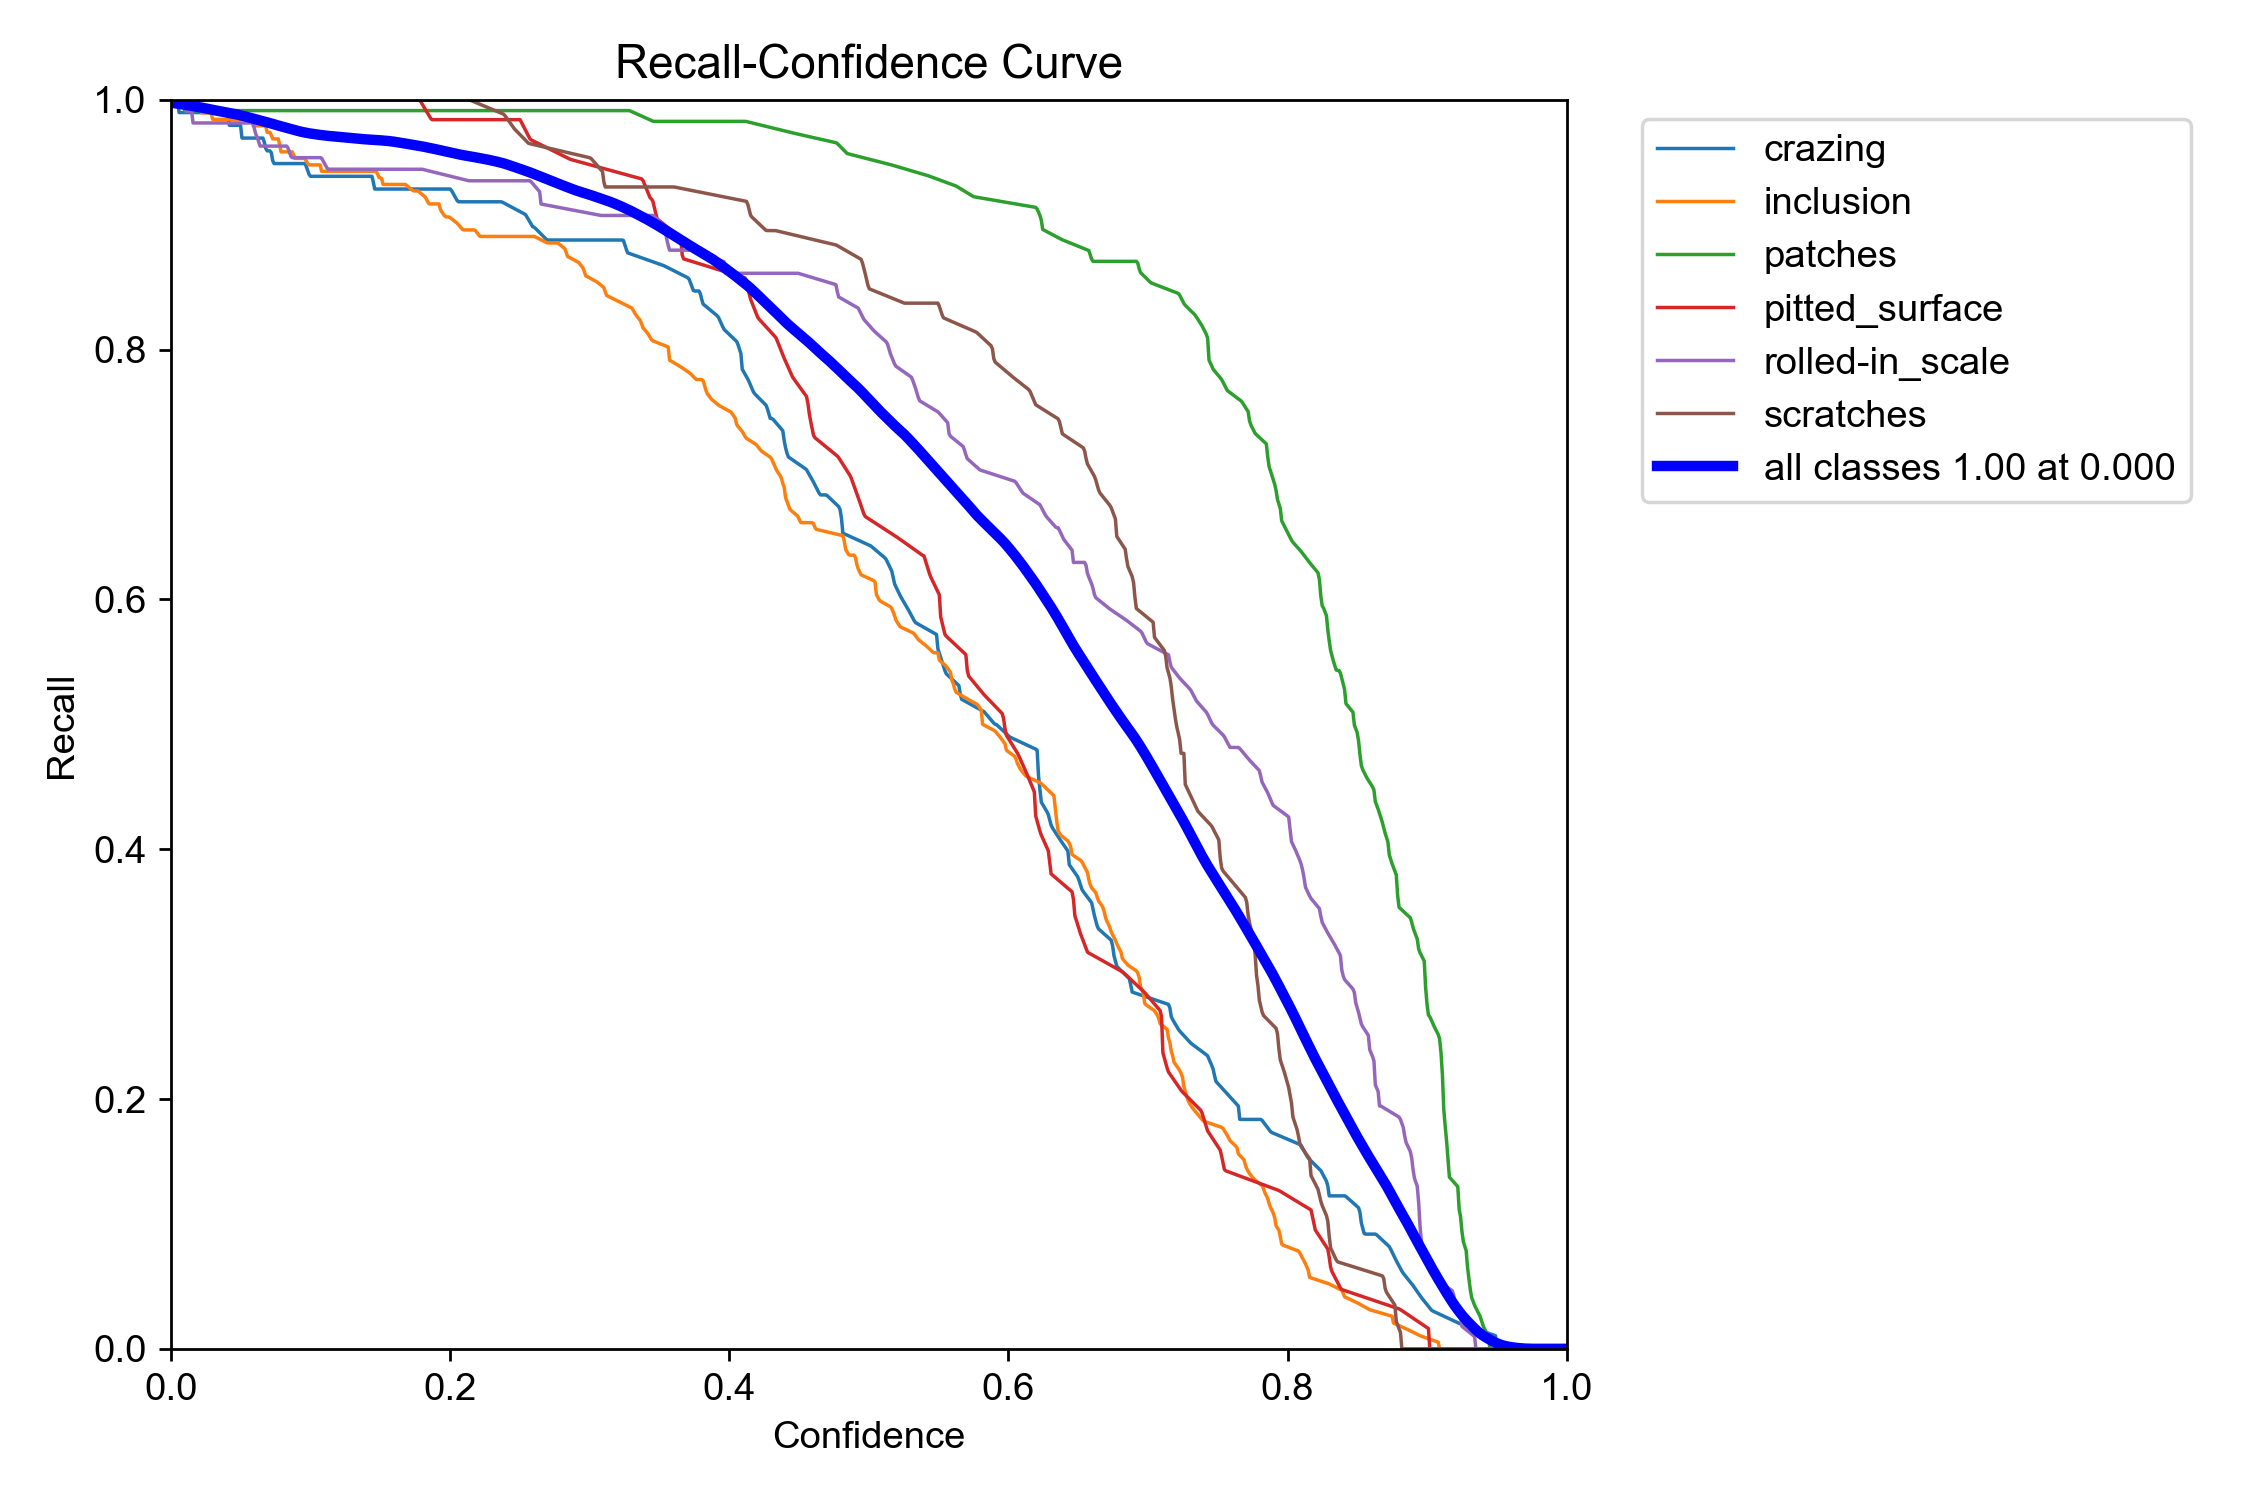 Recall-Confidence Curve
1.0
0.8
0.6
0.4
0.2
0.0
Recall
0.0 0.2 0.4 0.6 0.8 1.0
Confidence
crazing
inclusion
patches
pitted_surface
rolled-in_scale
scratches
all classes 1.00 at 0.000